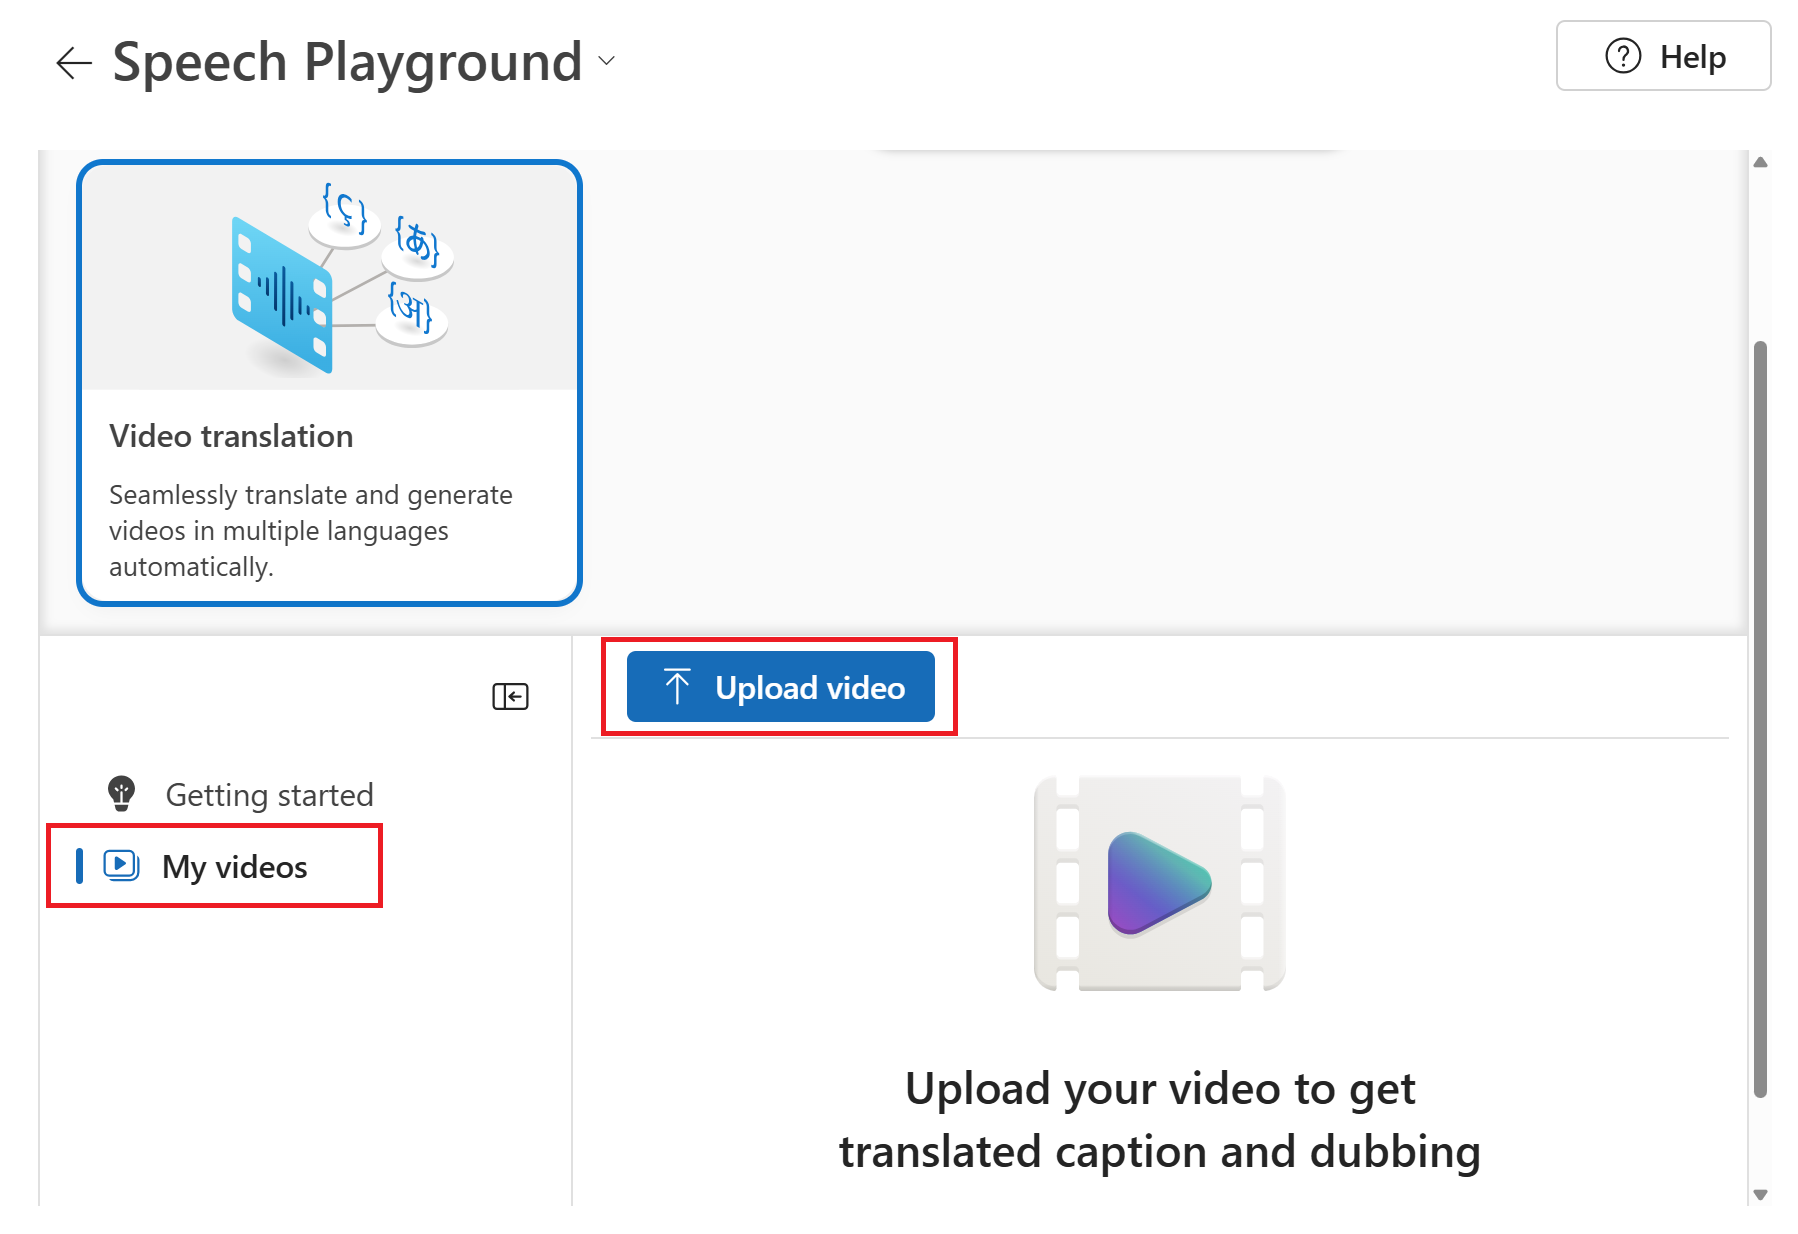 Speech Playground
Help
{ς}
{あ}
{अ}
Video translation
Seamlessly translate and generate
videos in multiple languages
automatically.
Upload video
Getting started
My videos
Upload your video to get
translated caption and dubbing